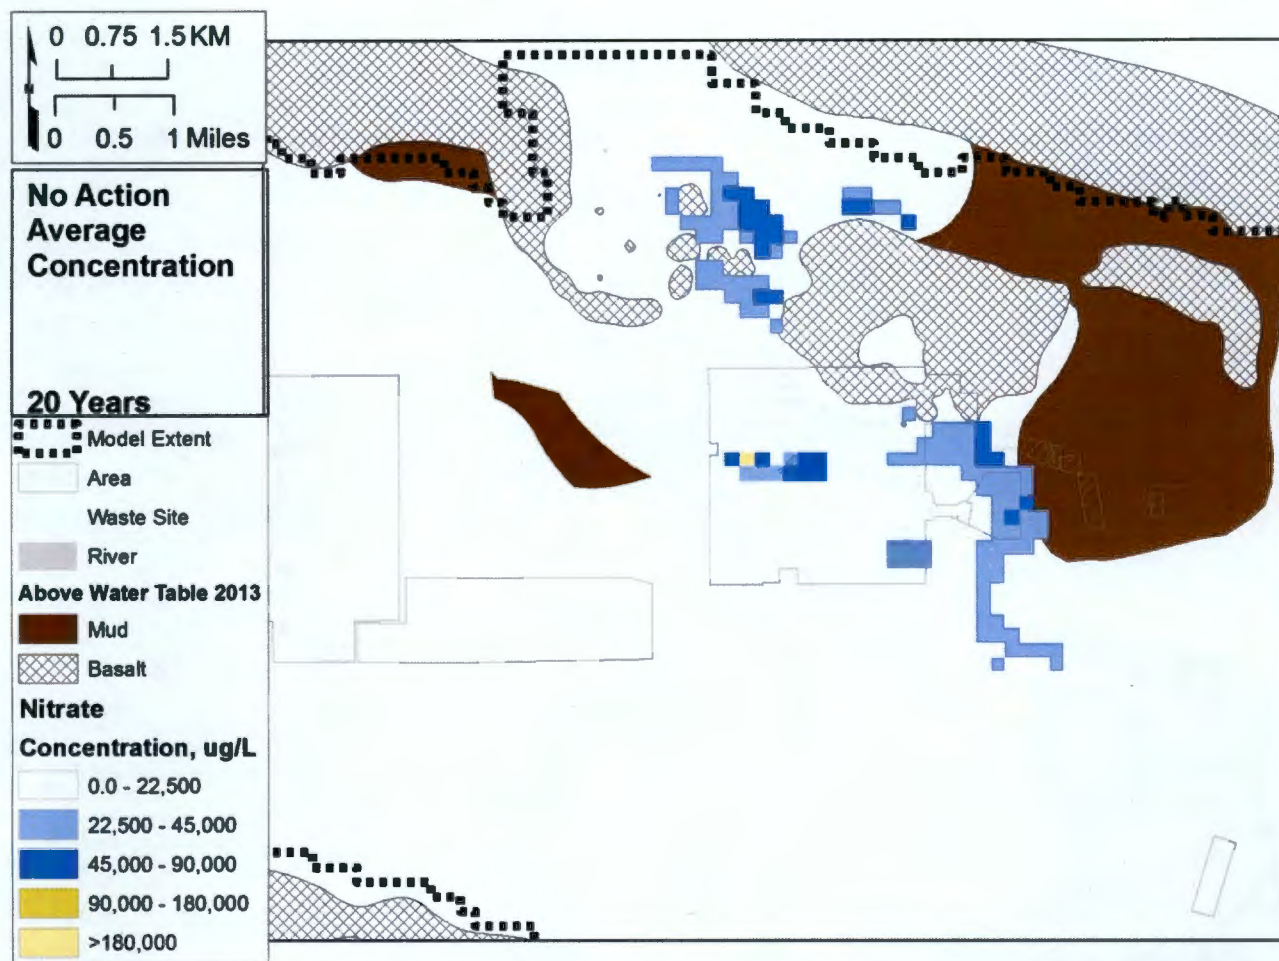 0 0.75 1.5 KM
0 0.5 1 Miles
No Action
Average
Concentration
20 Years
Model Extent
Area
Waste Site
River
Above Water Table 2013
Mud
Basalt
Nitrate
Concentration, ug/L
0.0 - 22,500
22,500 - 45,000
45,000 - 90,000
90,000 - 180,000
>180,000